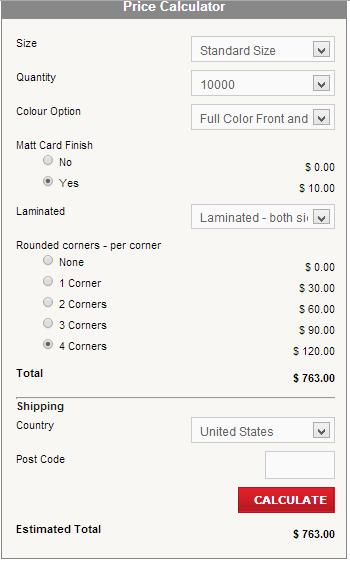 Price Calculator
Size Standard Size
Quantity 10000
Colour Option Full Color Front and
Matt Card Finish
No $ 0.00
Yes $ 10.00
Laminated Laminated - both si
Rounded corners - per corner
None $ 0.00
1 Corner $ 30.00
2 Corners $ 60.00
3 Corners $ 90.00
4 Corners $ 120.00
Total $ 763.00
Shipping
Country United States
Post Code
CALCULATE
Estimated Total $ 763.00